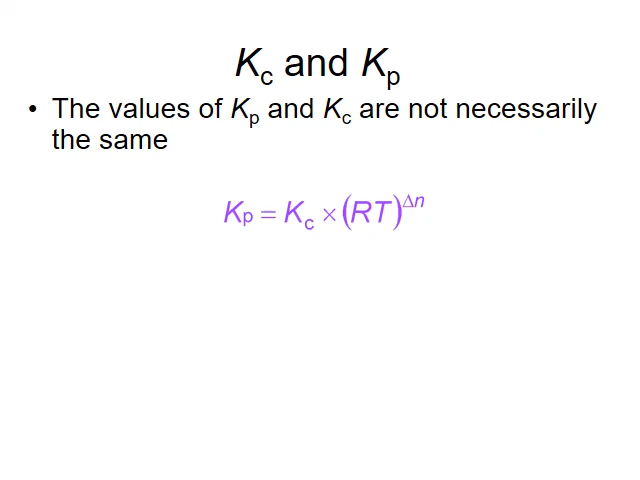 Kc and Kp
• The values of Kp and Kc are not necessarily
the same
Kp = Kc × (RT)^Δn